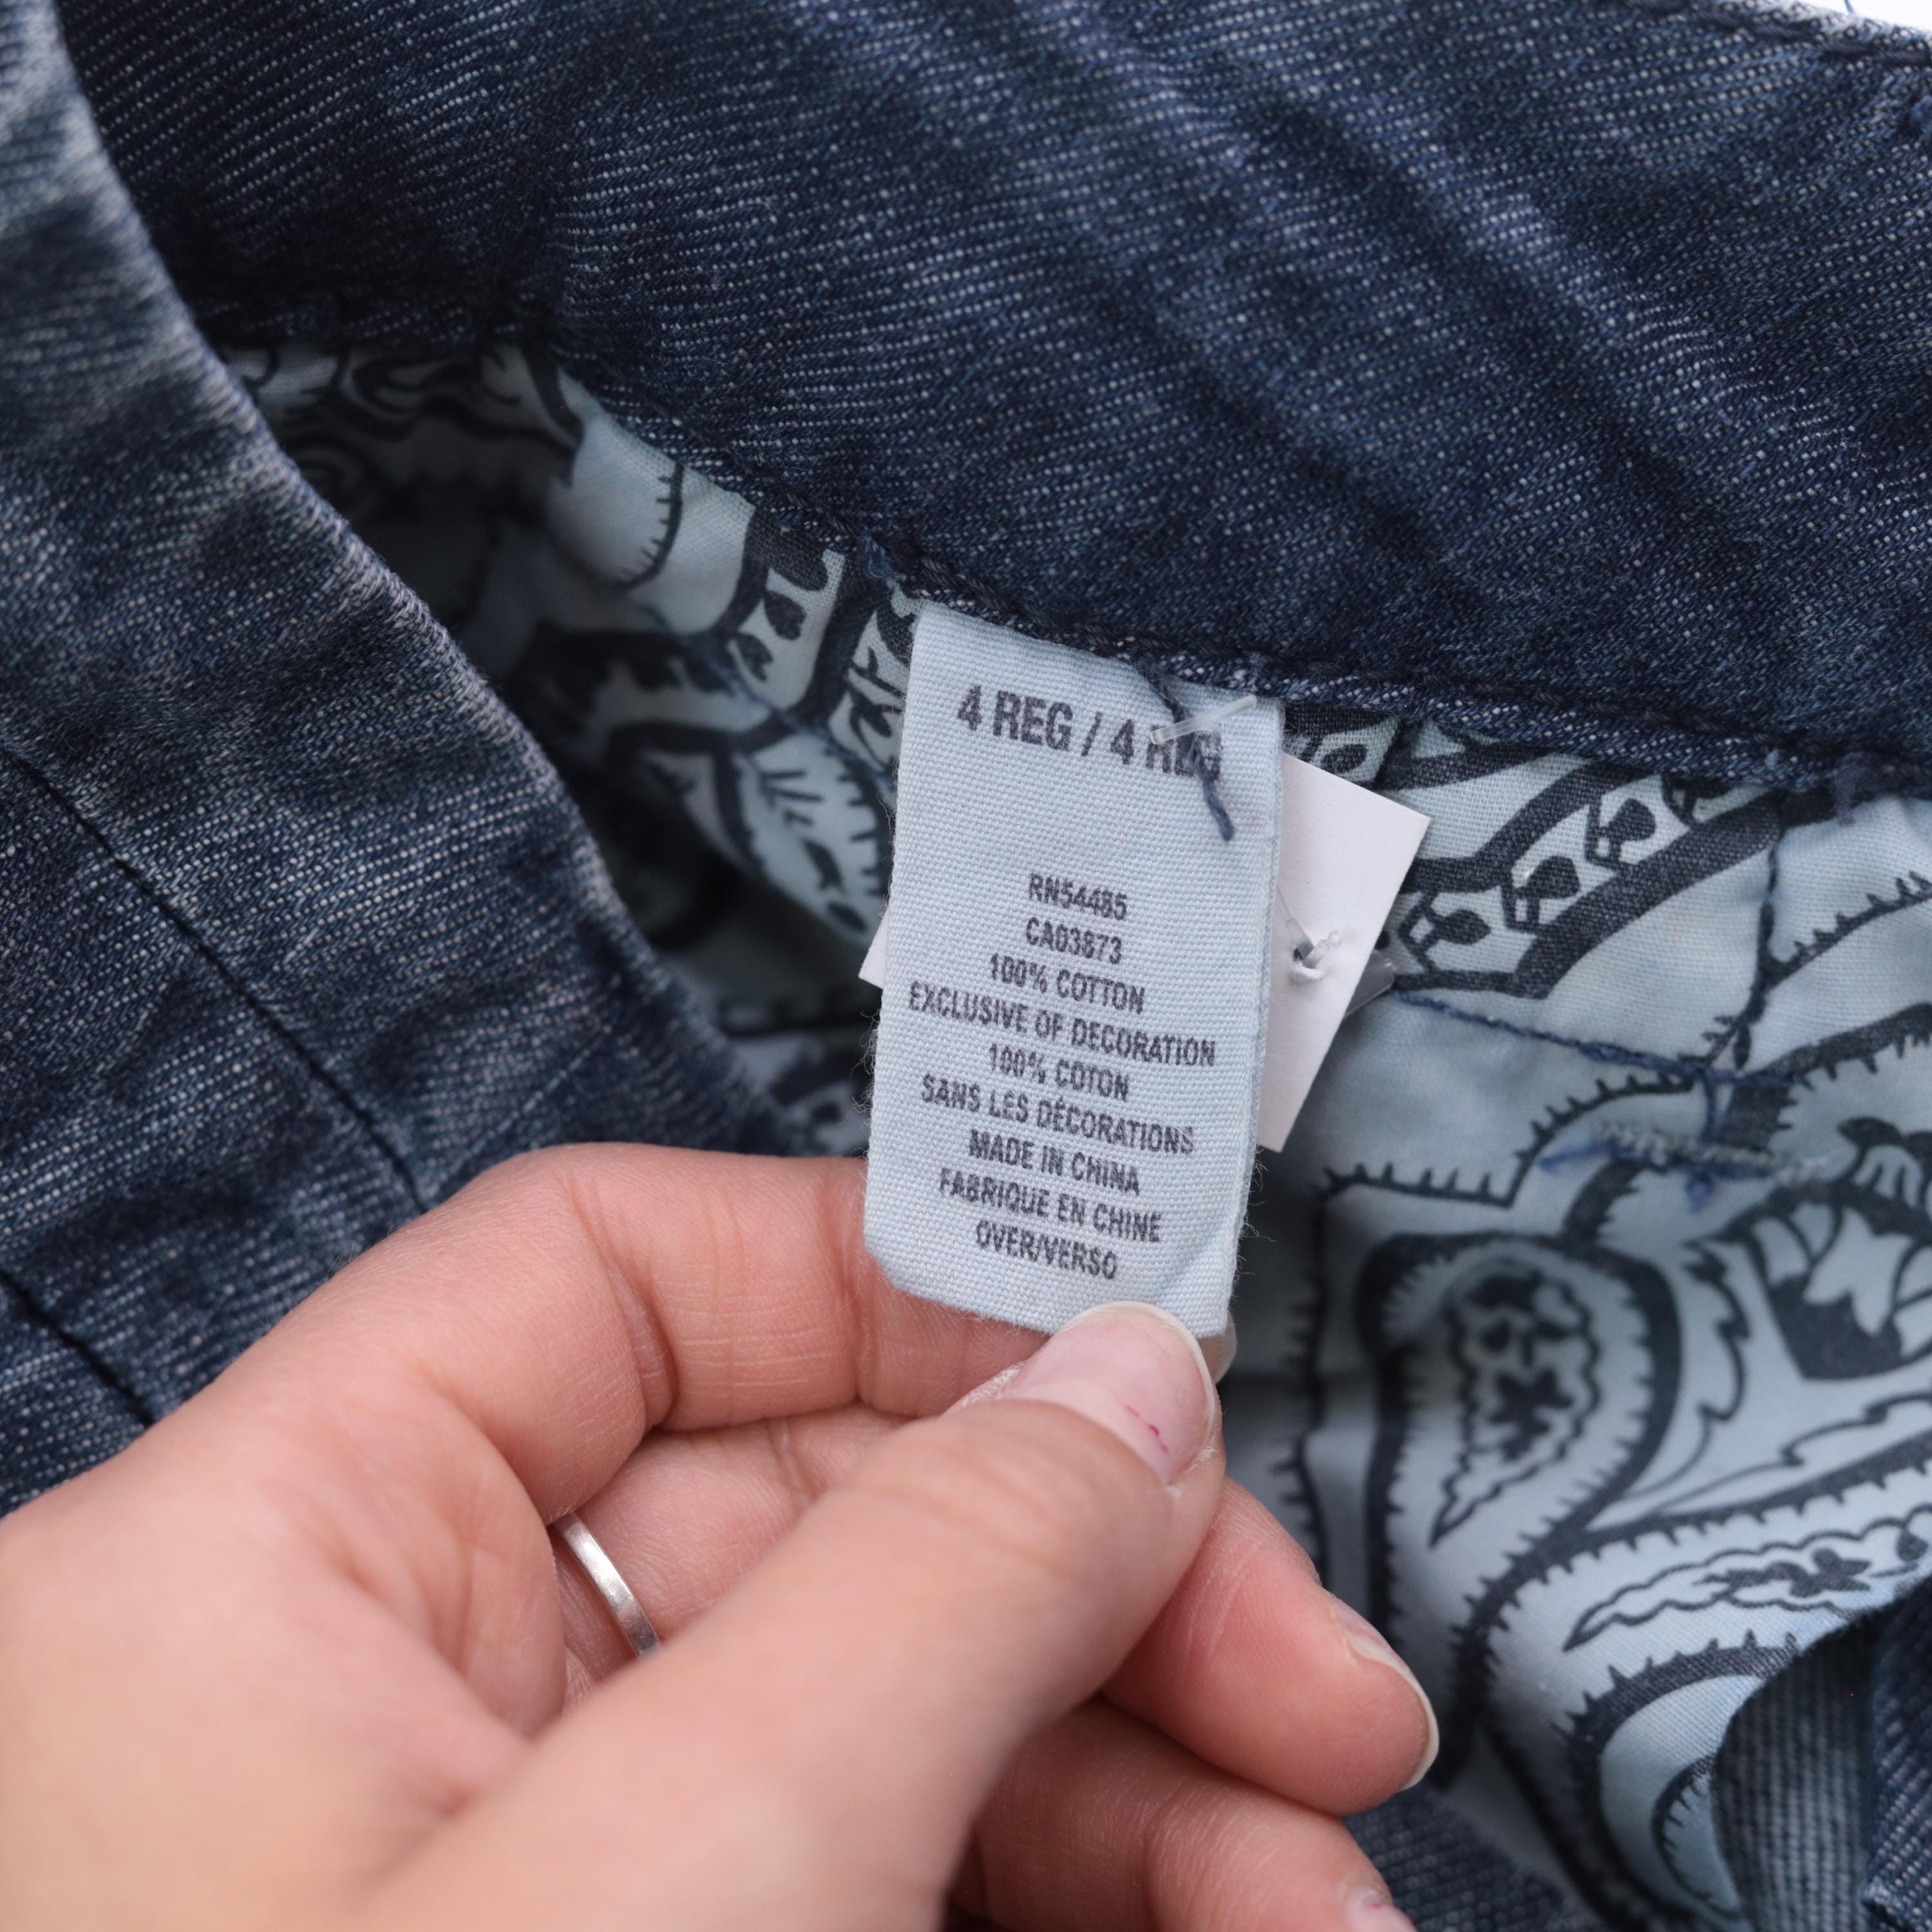 4 REG / 4 REG
RN54485
CA03873
100% COTTON
EXCLUSIVE OF DECORATION
100% COTON
SANS LES DÉCORATIONS
MADE IN CHINA
FABRIQUE EN CHINE
OVER/VERSO